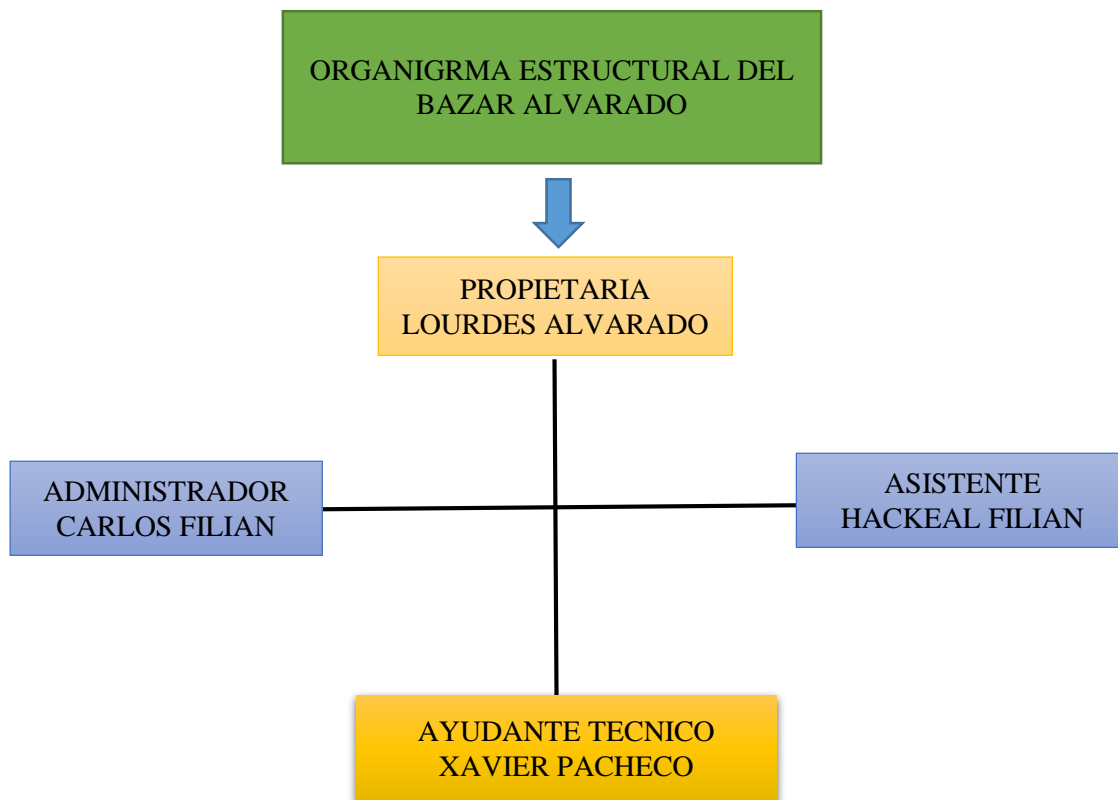 ORGANIGRMA ESTRUCTURAL DEL
BAZAR ALVARADO
PROPIETARIA
LOURDES ALVARADO
ADMINISTRADOR
CARLOS FILIAN
ASISTENTE
HACKEAL FILIAN
AYUDANTE TECNICO
XAVIER PACHECO